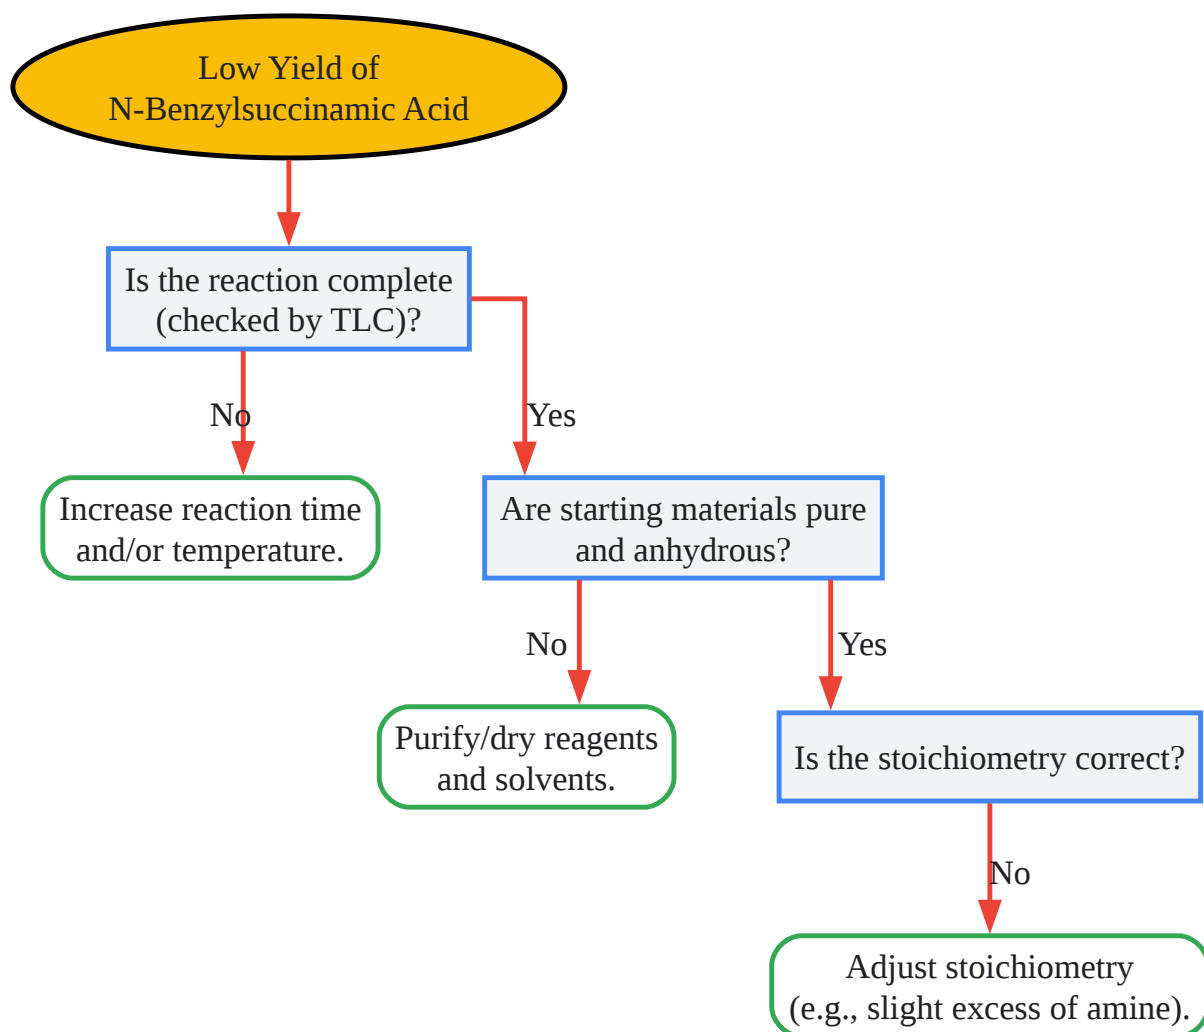 Low Yield of
N-Benzylsuccinamic Acid
Is the reaction complete
(checked by TLC)?
No
Yes
Increase reaction time
and/or temperature.
Are starting materials pure
and anhydrous?
No
Yes
Purify/dry reagents
and solvents.
Is the stoichiometry correct?
No
Adjust stoichiometry
(e.g., slight excess of amine).